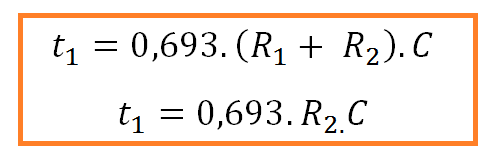 t₁ = 0,693. (R₁ + R₂). C
t₁ = 0,693. R₂.C